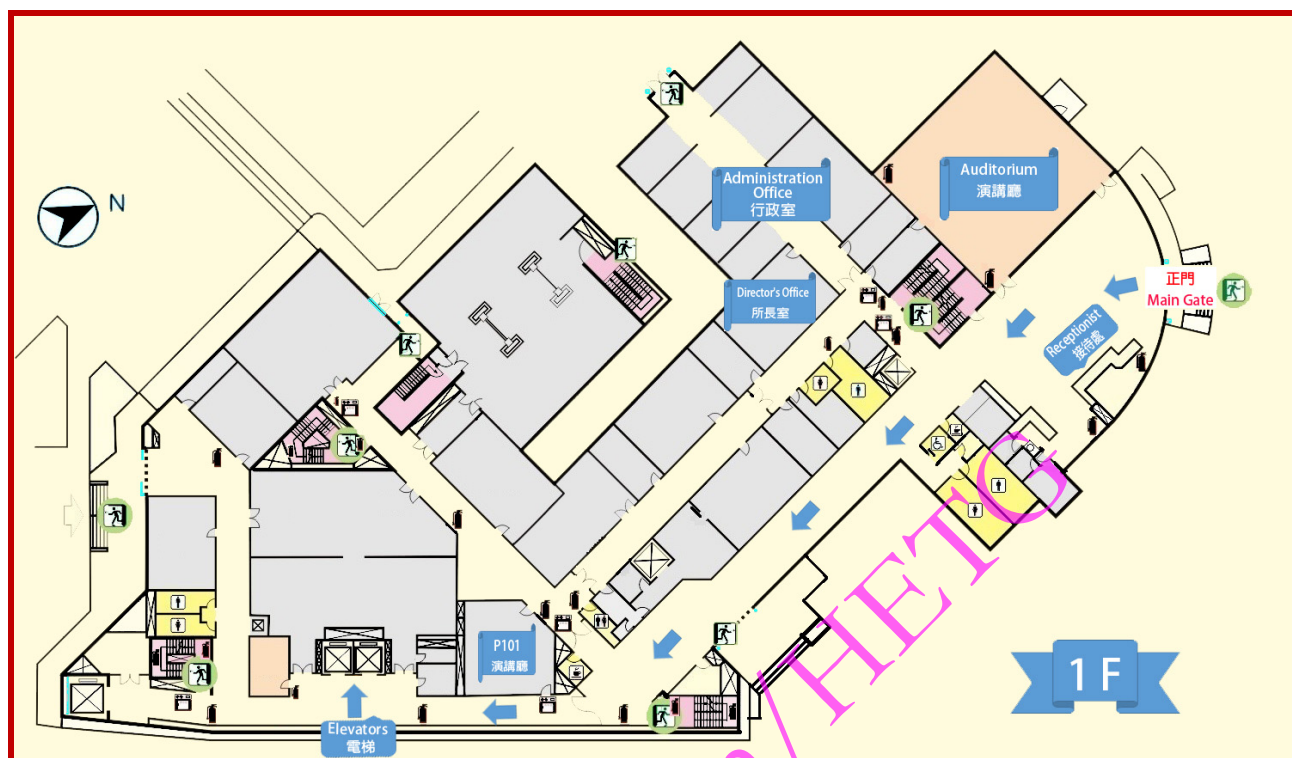 N
Administration
Office
行政室
Auditorium
演講廳
Director's Office
所長室
正門
Main Gate
Receptionist
接待處
P101
演講廳
Elevators
電梯
1F
/HETG